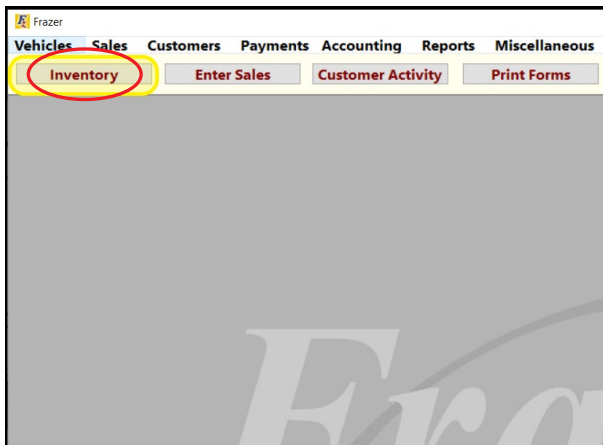 Frazer
Vehicles Sales Customers Payments Accounting Reports Miscellaneous
Inventory Enter Sales Customer Activity Print Forms